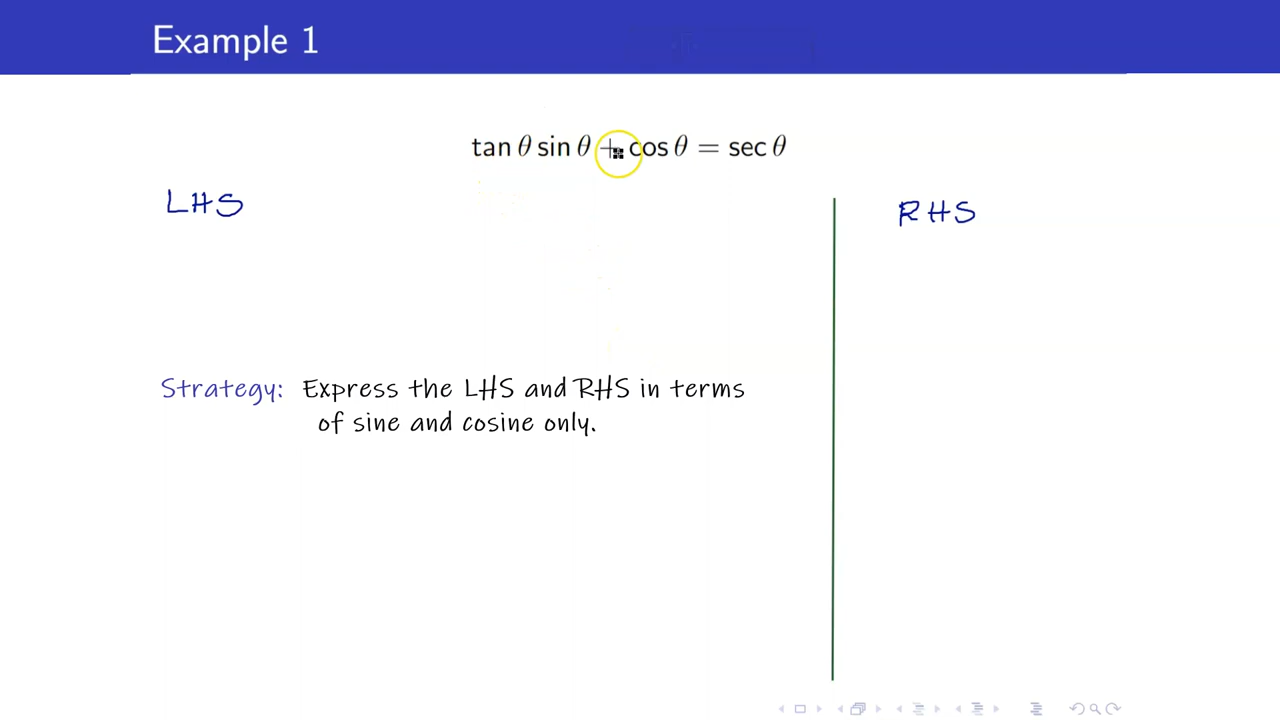 Example 1
tan θ sin θ + cos θ = sec θ
LHS
RHS
Strategy: Express the LHS and RHS in terms
of sine and cosine only.